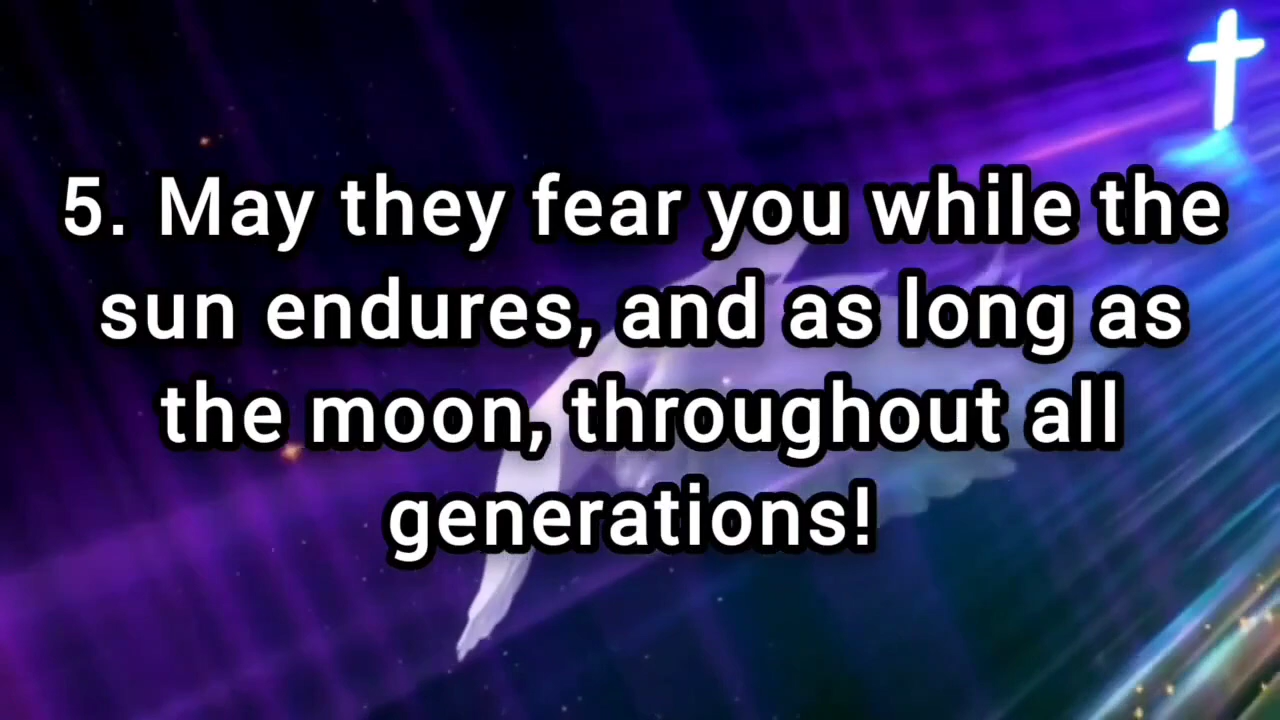 5. May they fear you while the
sun endures, and as long as
the moon, throughout all
generations!